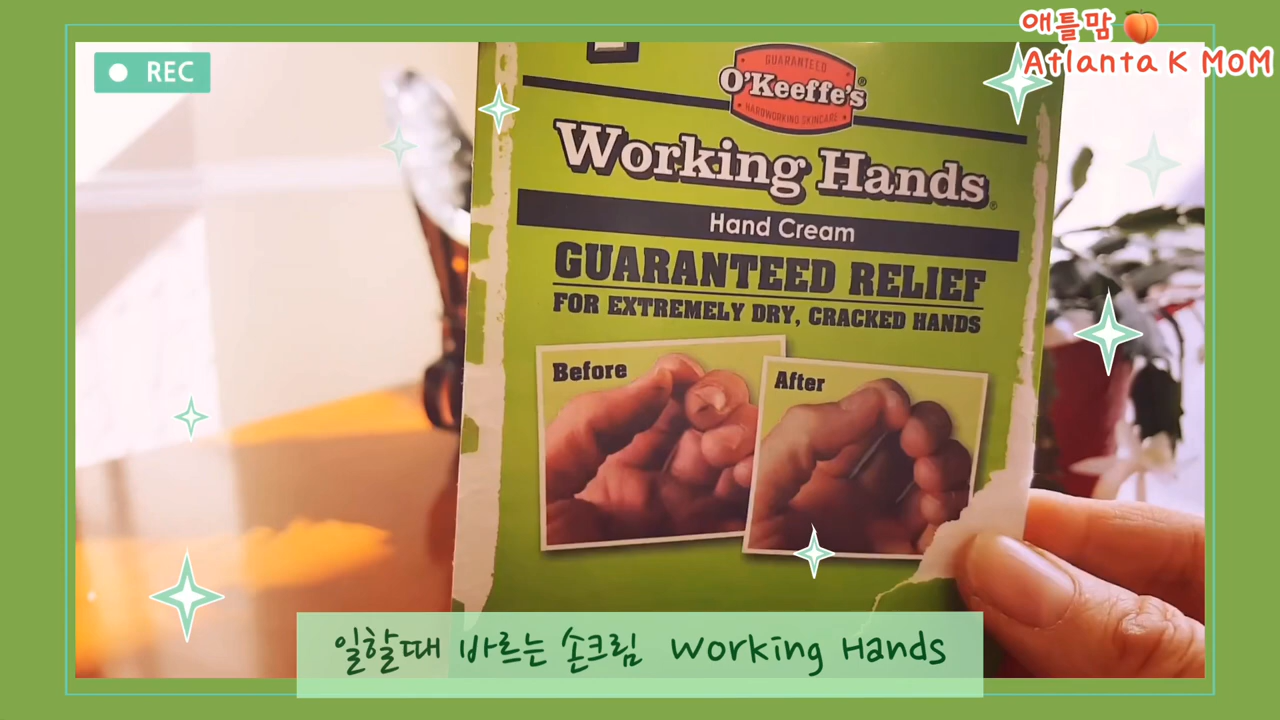 애틀맘
Atlanta K MoM
REC
GUARANTEED
O'Keeffe's®
HARDWORKING SKINCARE
Working Hands®
Hand Cream
GUARANTEED RELIEF
FOR EXTREMELY DRY, CRACKED HANDS
Before
After
일할때 바르는 손크림 Working Hands